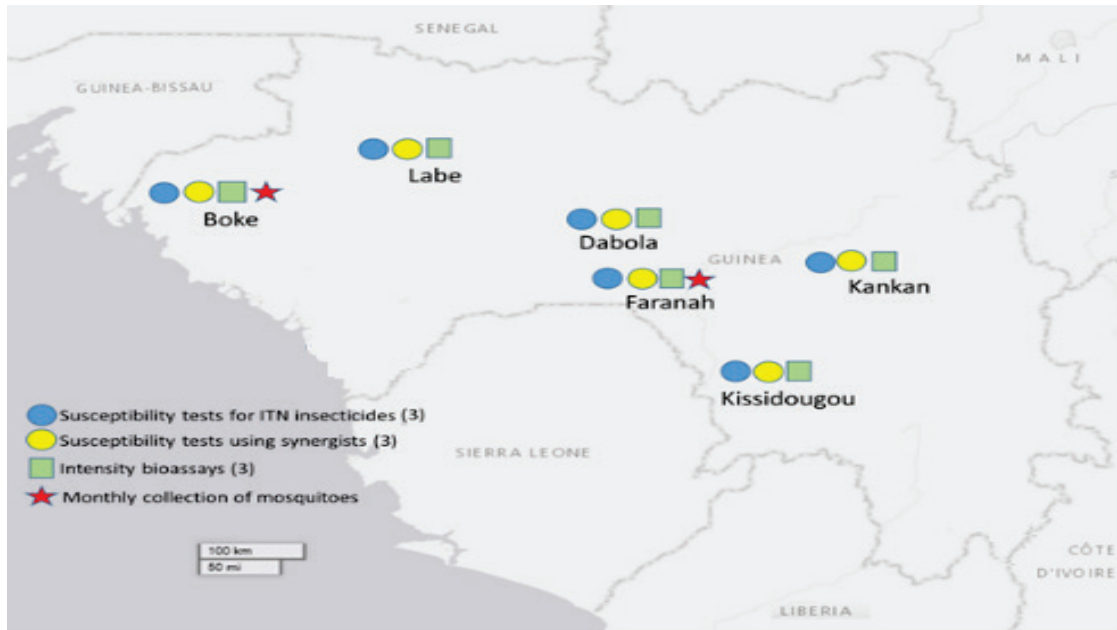 SENEGAL
MALI
GUINEA-BISSAU
Labe
Boke
Dabola
GUINEA
Kankan
Faranah
Kissidougou
Susceptibility tests for ITN insecticides (3)
Susceptibility tests using synergists (3)
SIERRA LEONE
Intensity bioassays (3)
Monthly collection of mosquitoes
100 km
50 mi
CÔTE
D'IVOIRE
LIBERIA